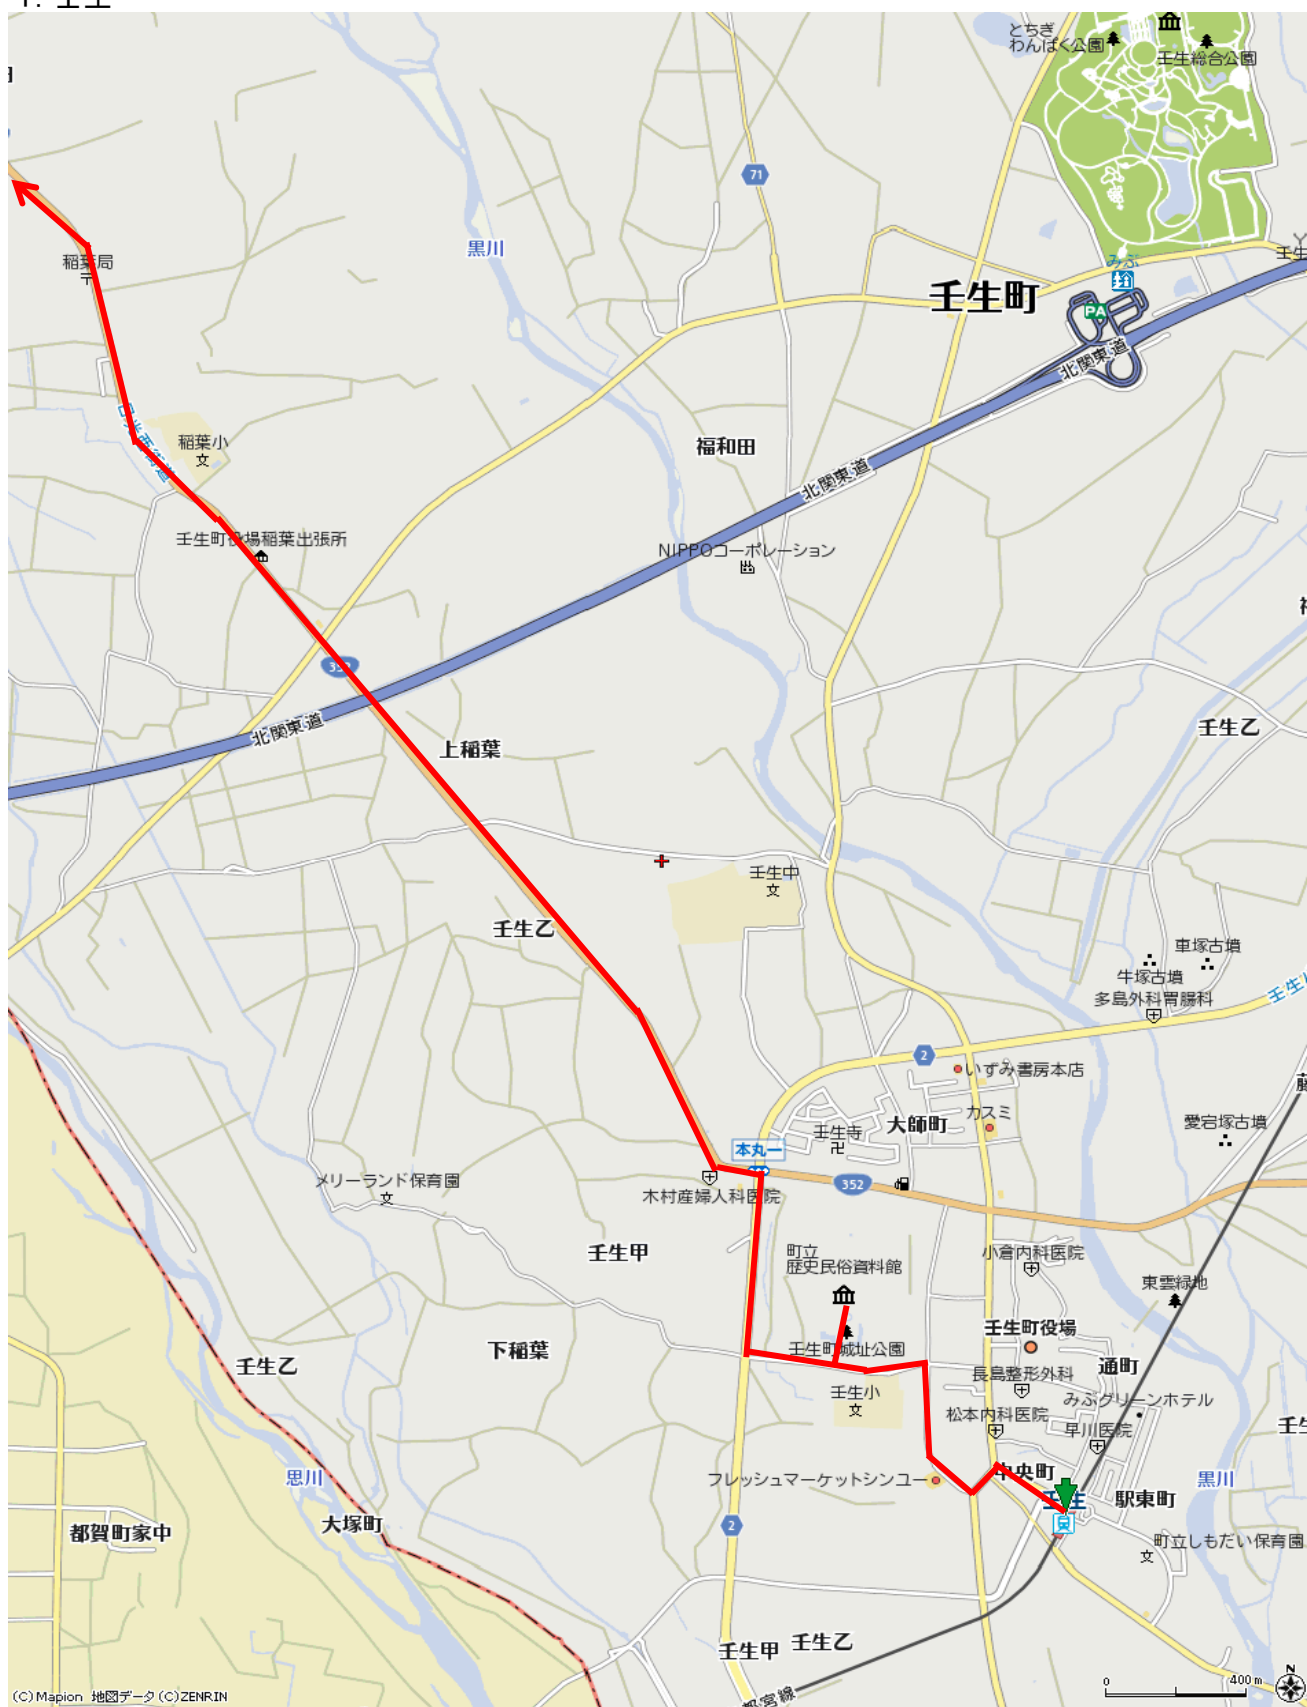 とちぎ
わんぱく公園
壬生総合公園
71
黒川
稲葉局
みぶ
壬生町
PA
北関東道
稲葉小
福和田
北関東道
壬生町役場稲葉出張所
NIPPOコーポレーション
北関東道
上稲葉
壬生乙
壬生中
壬生乙
車塚古墳
牛塚古墳
多島外科胃腸科
2
いずみ書房本店
カスミ
大師町
愛宕塚古墳
壬生寺
本丸一
メリーランド保育園
352
木村産婦人科医院
壬生甲
町立
歴史民俗資料館
小倉内科医院
東雲緑地
壬生町役場
下稲葉
壬生町城址公園
壬生乙
通町
長島整形外科
壬生小
みぶグリーンホテル
松本内科医院
早川医院
中央町
フレッシュマーケットシンユー
思川
黒川
壬生
駅東町
大塚町
都賀町家中
2
町立しもだい保育園
壬生甲
壬生乙
0
400m
N
(C)Mapion 地図データ(C)ZENRIN